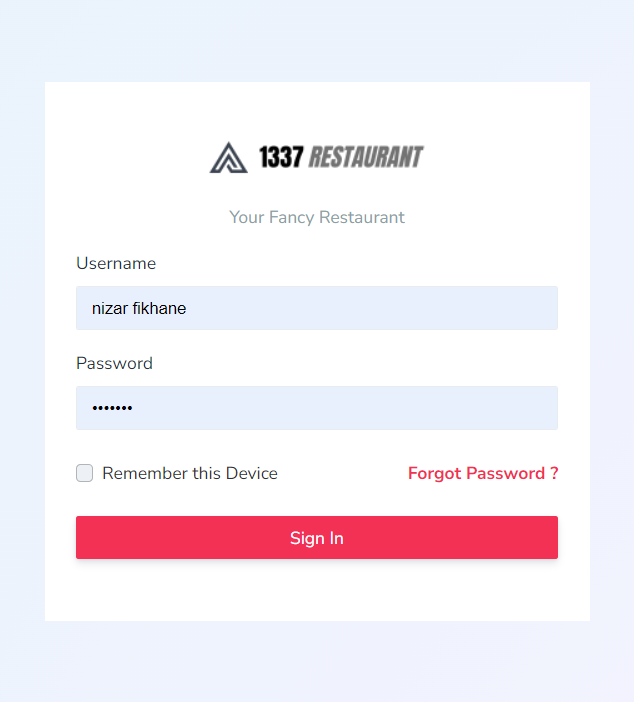 1337 RESTAURANT
Your Fancy Restaurant
Username
nizar fikhane
Password
•••••••
Remember this Device Forgot Password ?
Sign In